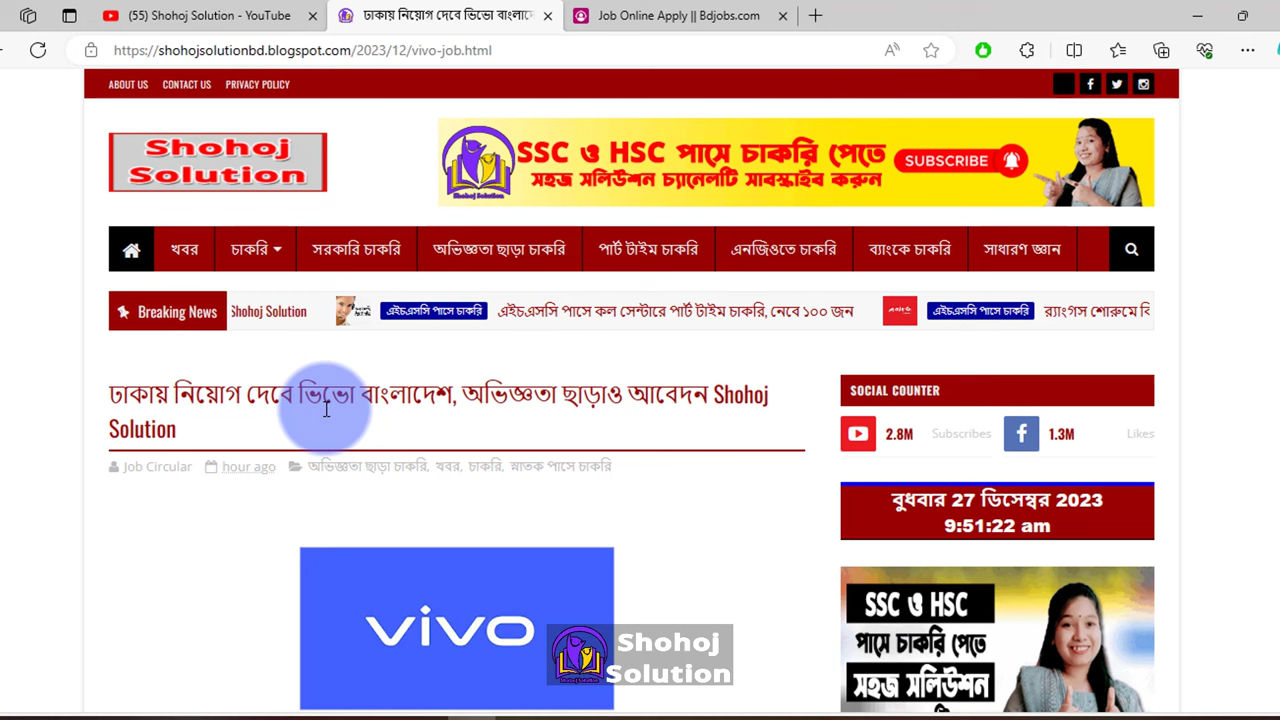 (55) Shohoj Solution - YouTube
ঢাকায় নিয়োগ দেবে ভিভো বাংলাদে
Job Online Apply || Bdjobs.com
https://shohojsolutionbd.blogspot.com/2023/12/vivo-job.html
ABOUT US CONTACT US PRIVACY POLICY
Shohoj
Solution
SSC ও HSC পাসে চাকরি পেতে
সহজ সলিউশন চ্যানেলটি সাবস্ক্রাইব করুন
SUBSCRIBE
Shohoj Solution
খবর চাকরি সরকারি চাকরি অভিজ্ঞতা ছাড়া চাকরি পার্ট টাইম চাকরি এনজিওতে চাকরি ব্যাংকে চাকরি সাধারণ জ্ঞান
Breaking News Shohoj Solution এইচএসসি পাসে চাকরি এইচএসসি পাসে কল সেন্টারে পার্ট টাইম চাকরি, নেবে ১০০ জন এইচএসসি পাসে চাকরি র‍্যাংগস শোরুমে বি
ঢাকায় নিয়োগ দেবে ভিভো বাংলাদেশ, অভিজ্ঞতা ছাড়াও আবেদন Shohoj
Solution
Job Circular hour ago অভিজ্ঞতা ছাড়া চাকরি, খবর, চাকরি, স্নাতক পাসে চাকরি
vivo
Shohoj
Solution
SOCIAL COUNTER
2.8M Subscribes 1.3M Likes
বুধবার 27 ডিসেম্বর 2023
9:51:22 am
SSC ও HSC
পাসে চাকরি পেতে
সহজ সলিউশন